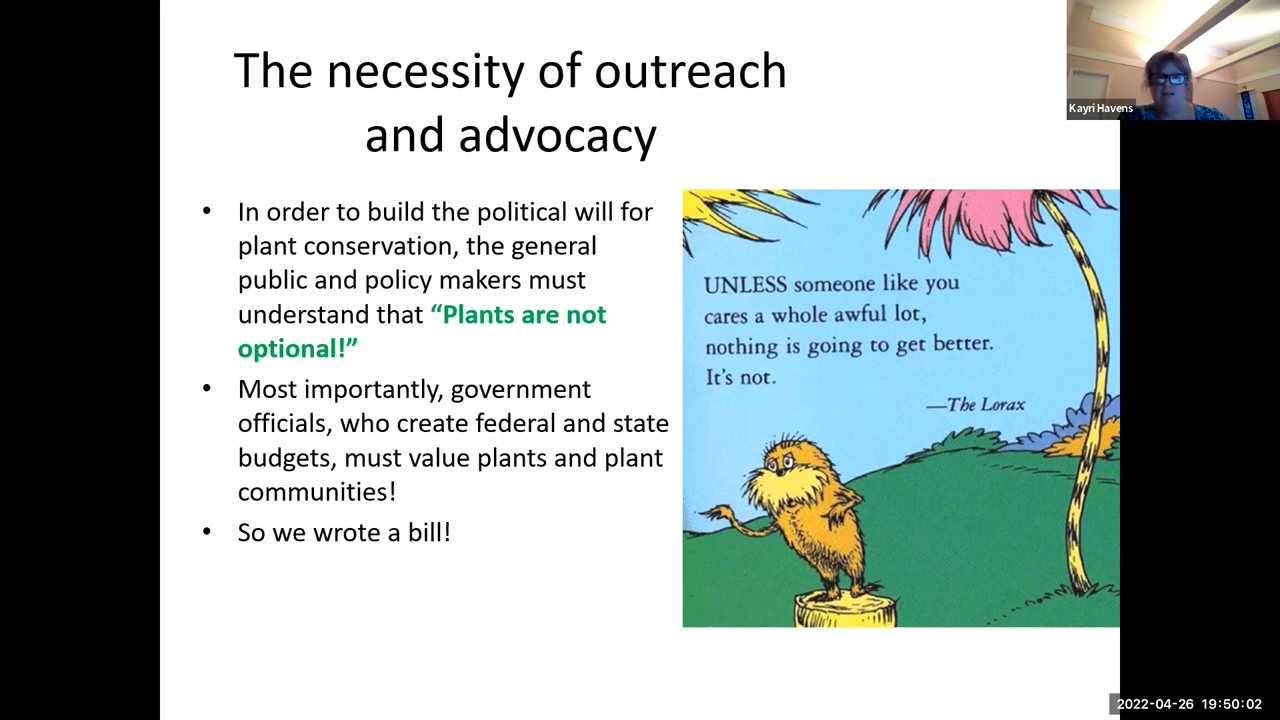 The necessity of outreach
and advocacy
Kayri Havens
• In order to build the political will for
plant conservation, the general
public and policy makers must
understand that “Plants are not
optional!”
• Most importantly, government
officials, who create federal and state
budgets, must value plants and plant
communities!
• So we wrote a bill!
UNLESS someone like you
cares a whole awful lot,
nothing is going to get better.
It's not.
—The Lorax
2022-04-26 19:50:02